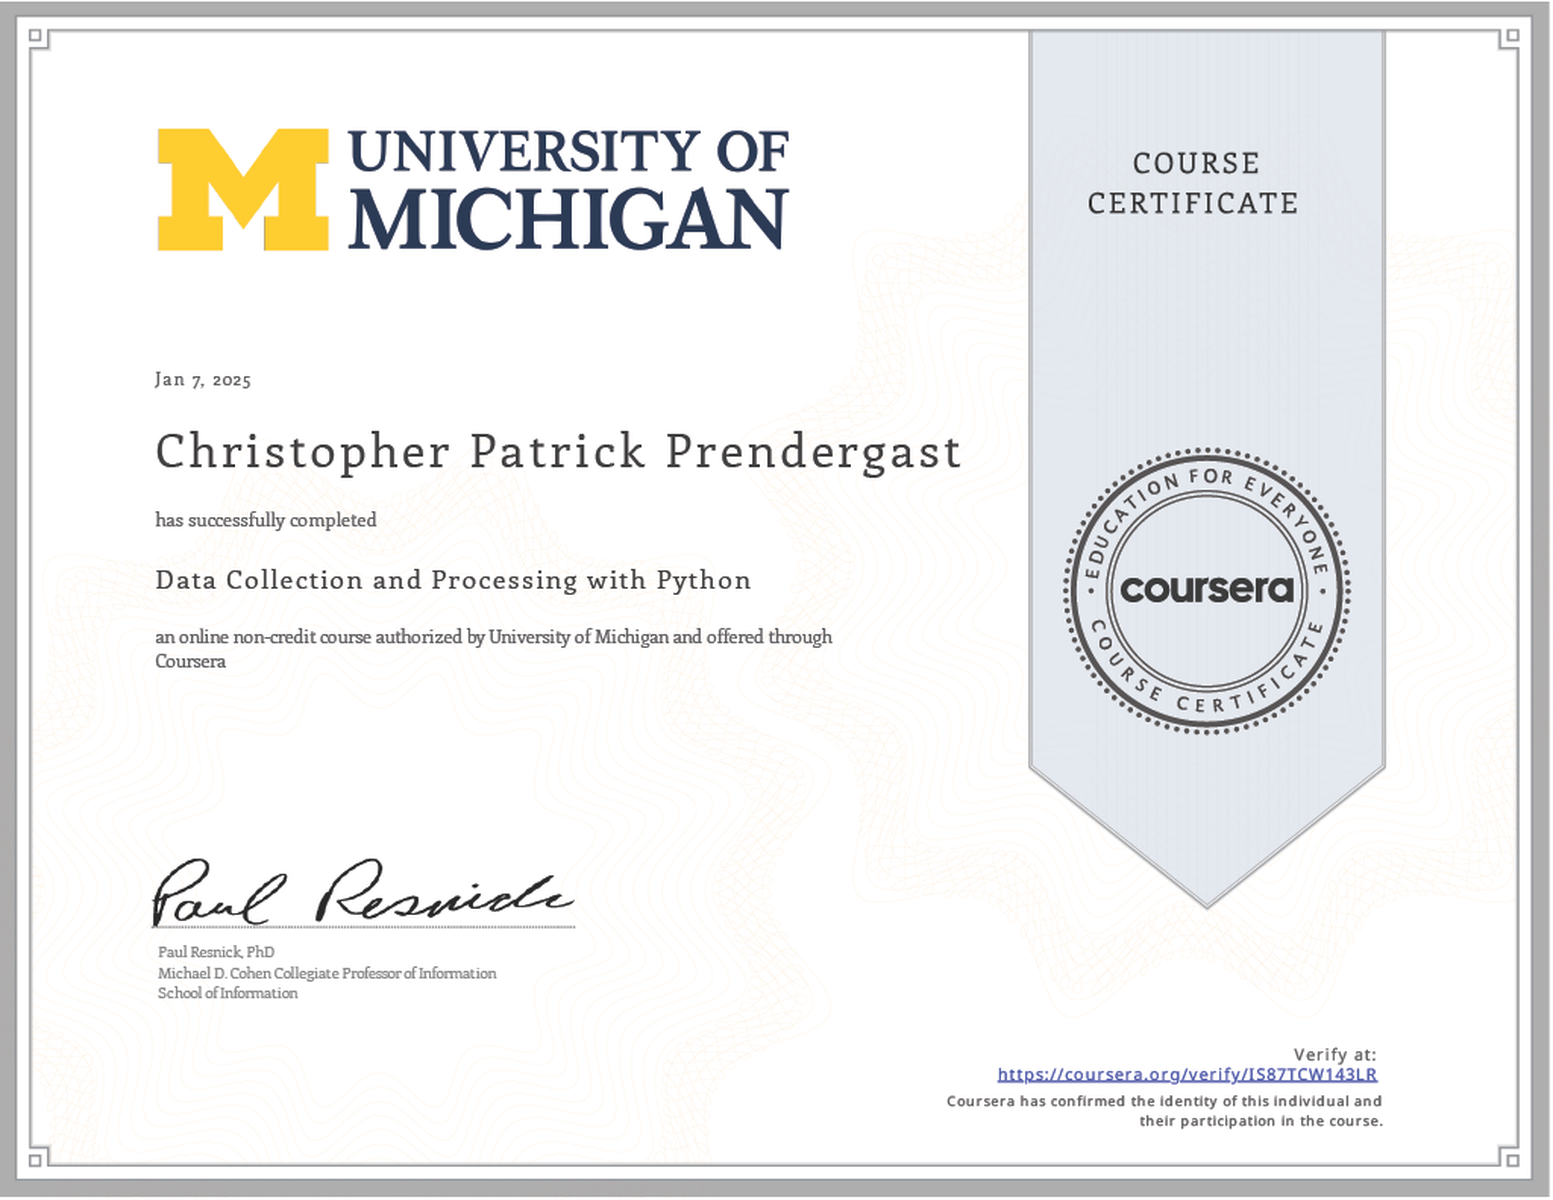 M
UNIVERSITY OF
MICHIGAN
COURSE
CERTIFICATE
Jan 7, 2025
Christopher Patrick Prendergast
has successfully completed
Data Collection and Processing with Python
an online non-credit course authorized by University of Michigan and offered through
Coursera
EDUCATION FOR EVERYONE
coursera
COURSE CERTIFICATE
Paul Resnick
Paul Resnick, PhD
Michael D. Cohen Collegiate Professor of Information
School of Information
Verify at:
https://coursera.org/verify/IS87TCW143LR
Coursera has confirmed the identity of this individual and
their participation in the course.